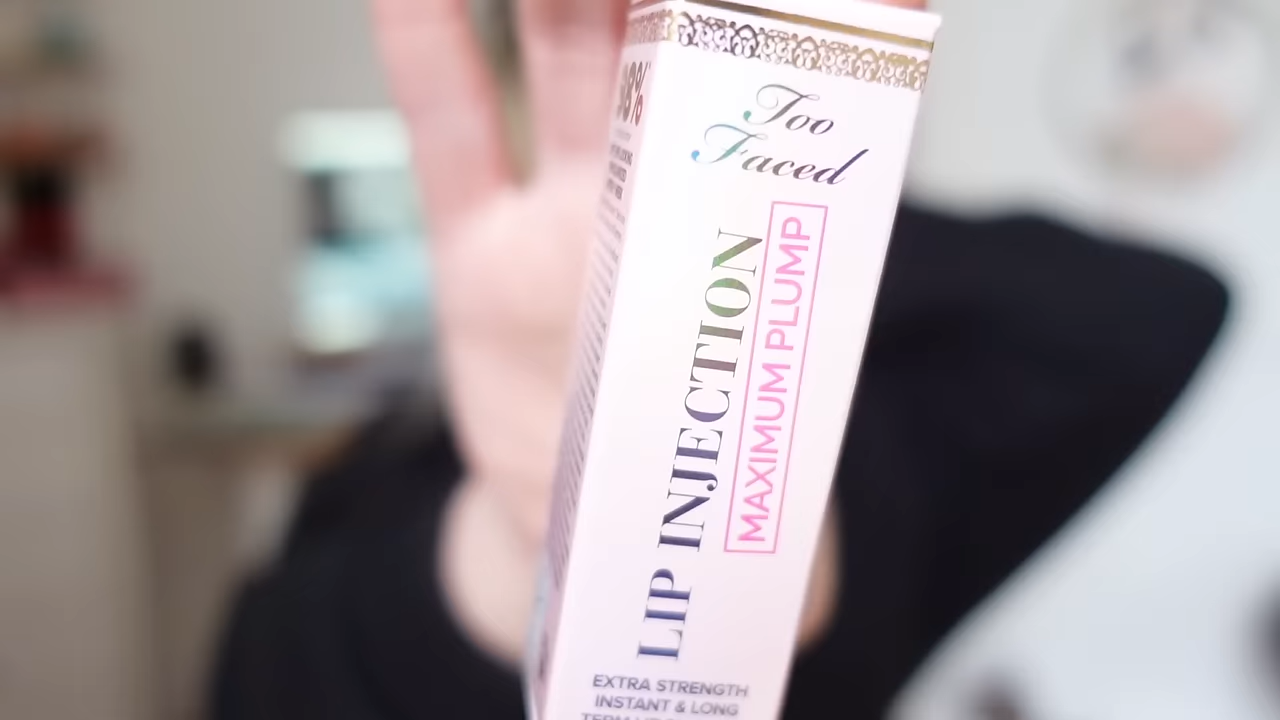 Too
Faced
LIP INJECTION
MAXIMUM PLUMP
EXTRA STRENGTH
INSTANT & LONG